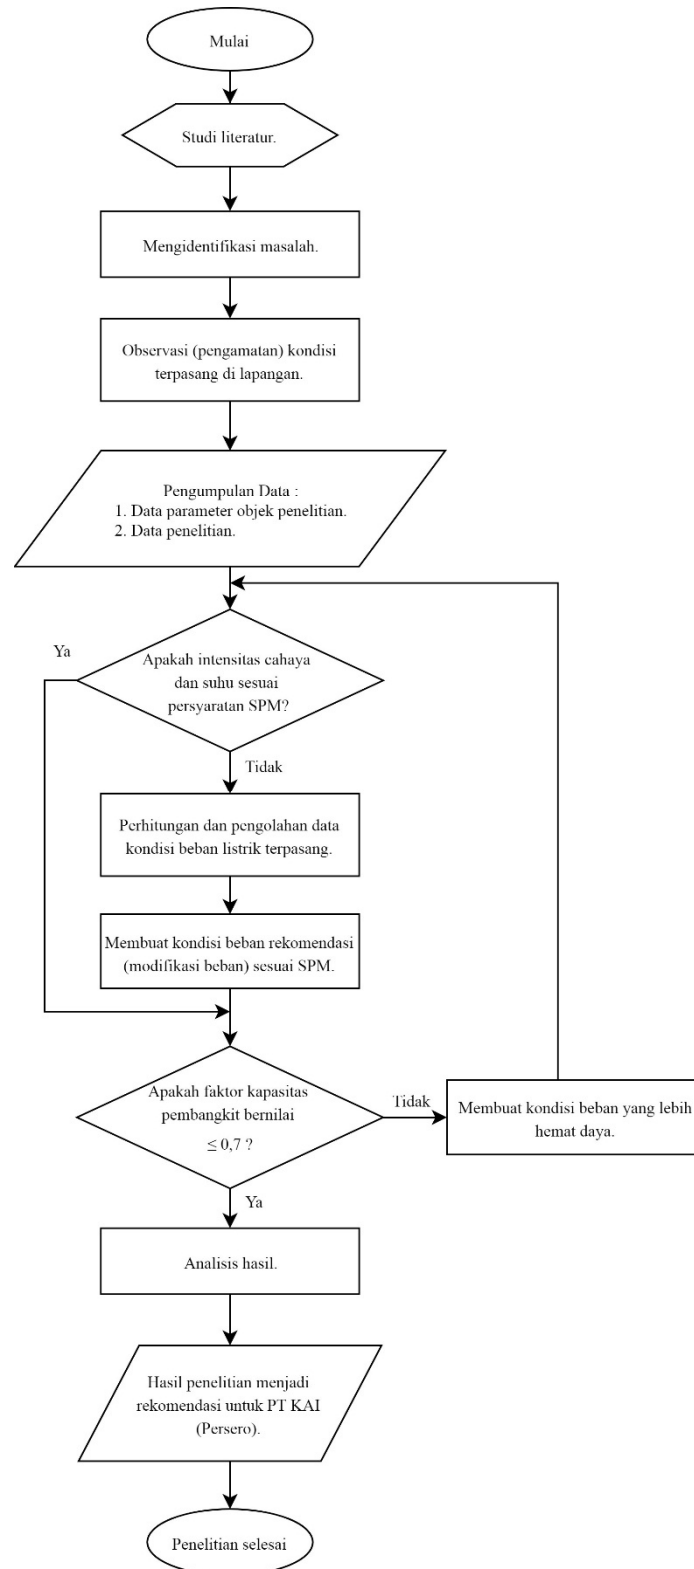 Mulai
Studi literatur.
Mengidentifikasi masalah.
Observasi (pengamatan) kondisi
terpasang di lapangan.
Pengumpulan Data :
1. Data parameter objek penelitian.
2. Data penelitian.
Ya
Apakah intensitas cahaya
dan suhu sesuai
persyaratan SPM?
Tidak
Perhitungan dan pengolahan data
kondisi beban listrik terpasang.
Membuat kondisi beban rekomendasi
(modifikasi beban) sesuai SPM.
Apakah faktor kapasitas
pembangkit bernilai
≤ 0,7 ?
Tidak
Membuat kondisi beban yang lebih
hemat daya.
Ya
Analisis hasil.
Hasil penelitian menjadi
rekomendasi untuk PT KAI
(Persero).
Penelitian selesai